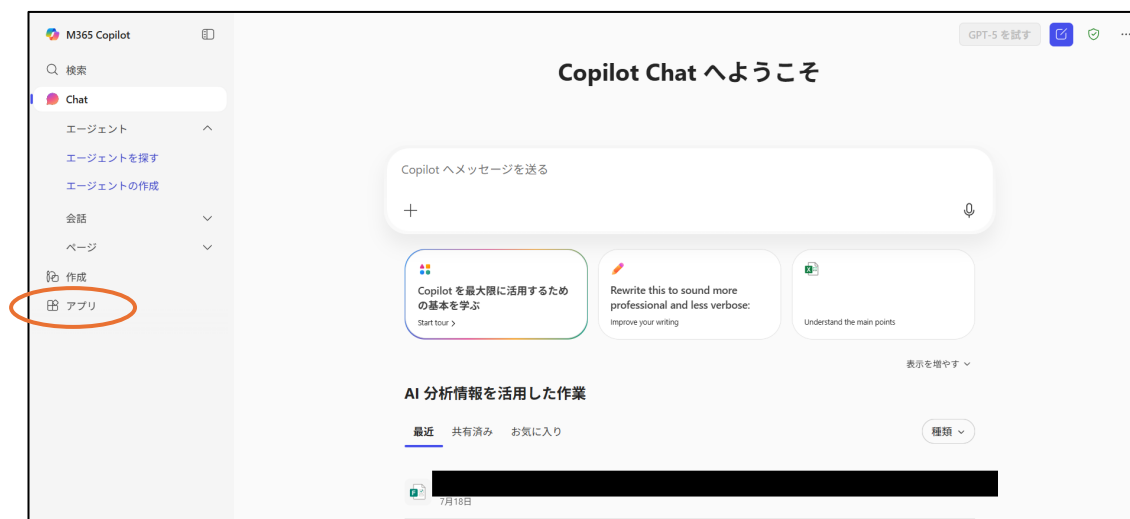 M365 Copilot
検索
Chat
エージェント
エージェントを探す
エージェントの作成
会話
ページ
作成
アプリ
GPT-5 を試す
Copilot Chat へようこそ
Copilot へメッセージを送る
Copilot を最大限に活用するため
の基本を学ぶ
Start tour >
Rewrite this to sound more
professional and less verbose:
Improve your writing
Understand the main points
表示を増やす
AI 分析情報を活用した作業
最近 共有済み お気に入り
種類
7月18日